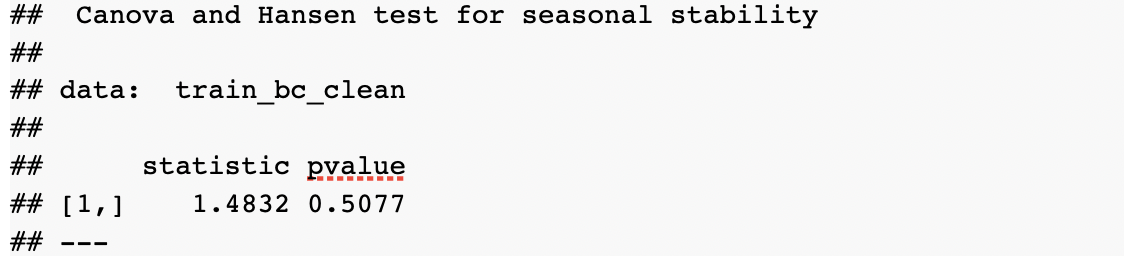 ##  Canova and Hansen test for seasonal stability
##
## data:  train_bc_clean
##
##      statistic pvalue
## [1,]    1.4832 0.5077
## ---